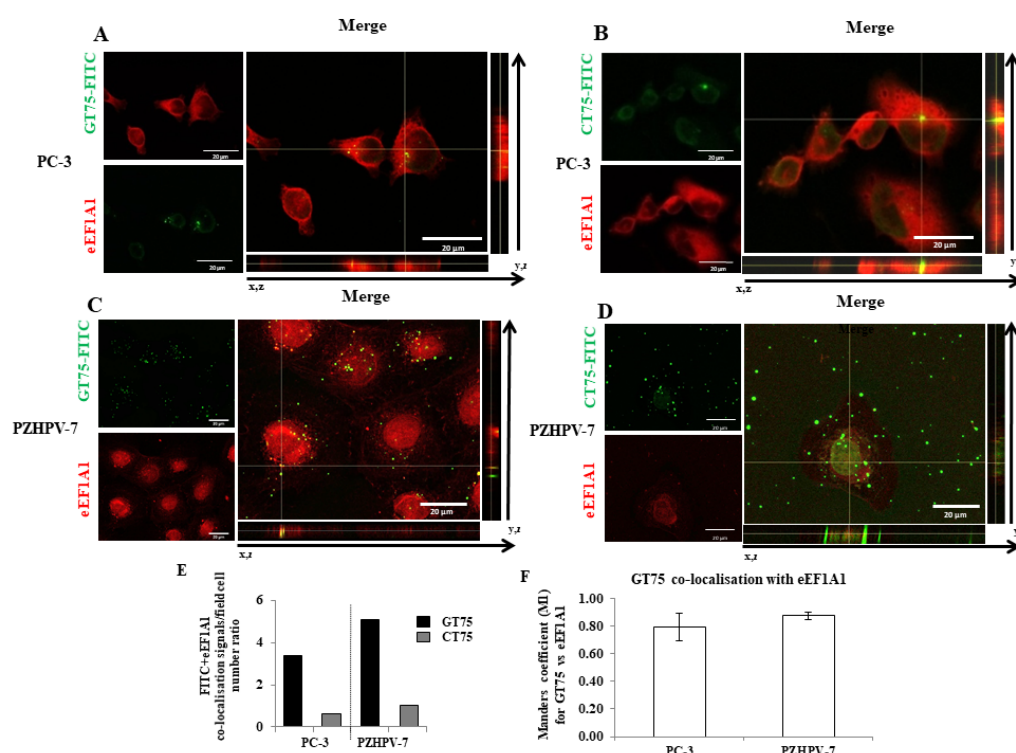 A
Merge
GT75-FITC
20 µm
PC-3
eEF1A1
20 µm
20 µm
y,z
x,z
B
Merge
CT75-FITC
20 µm
PC-3
eEF1A1
20 µm
20 µm
y
x,z
C
Merge
GT75-FITC
20 µm
PZHPV-7
eEF1A1
20 µm
20 µm
y,z
x,z
D
Merge
Merge
CT75-FITC
20 µm
PZHPV-7
eEF1A1
20 µm
20 µm
y
x,z
E
FITC+eEF1A1
co-localisation signals/field cell
number ratio
6
4
2
0
GT75
CT75
PC-3
PZHPV-7
F
GT75 co-localisation with eEF1A1
Manders coefficient (M1)
for GT75 vs eEF1A1
1.00
0.80
0.60
0.40
0.20
0.00
PC-3
PZHPV-7